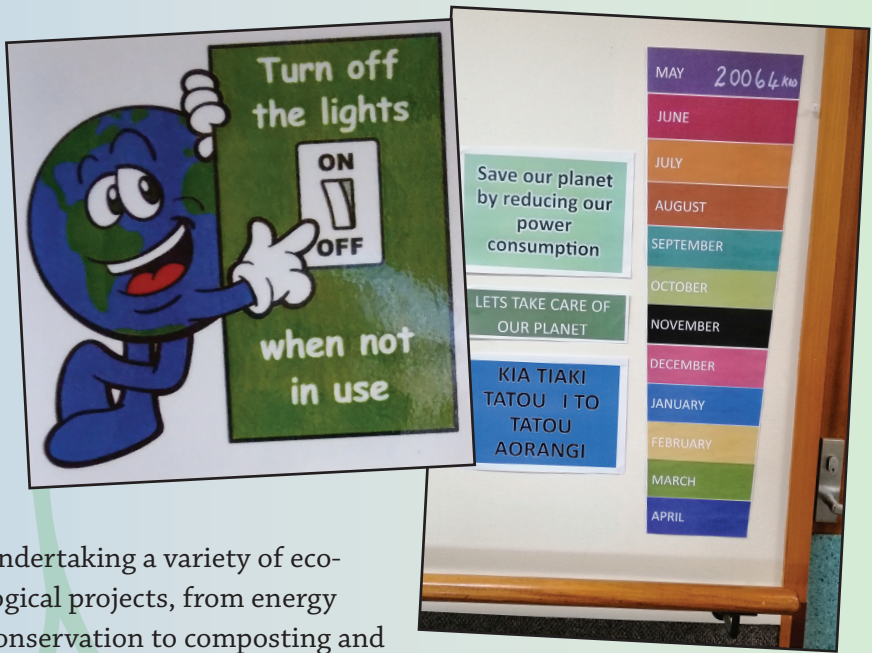 Turn off
the lights
ON
OFF
when not
in use
Save our planet
by reducing our
power
consumption
LETS TAKE CARE OF
OUR PLANET
KIA TIAKI
TATOU I TO
TATOU
AORANGI
MAY 20064
JUNE
JULY
AUGUST
SEPTEMBER
OCTOBER
NOVEMBER
DECEMBER
JANUARY
FEBRUARY
MARCH
APRIL
ndertaking a variety of eco-
ogical projects, from energy
onservation to composting and